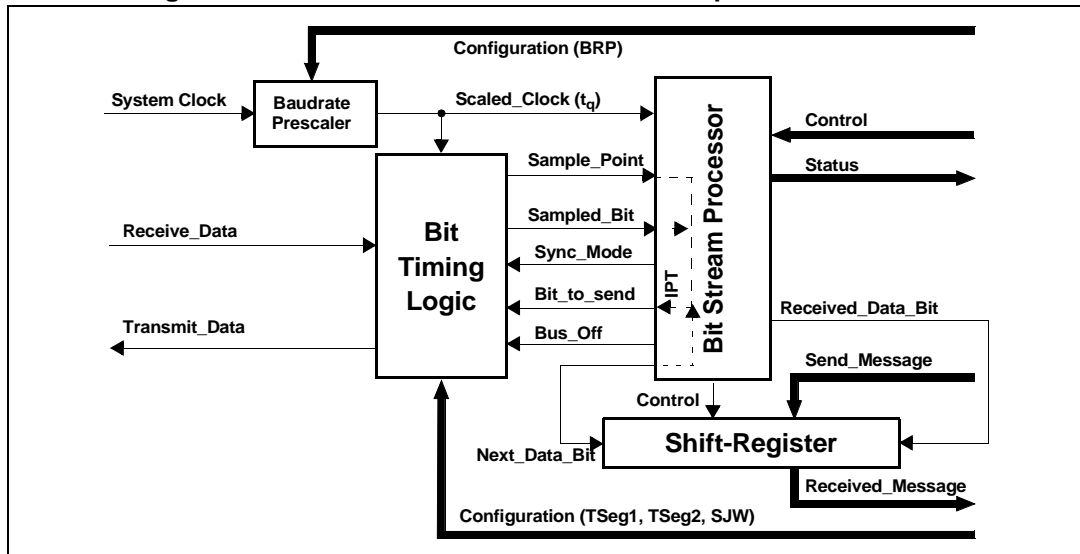 Configuration (BRP)
System Clock
Baudrate
Prescaler
Scaled_Clock (tq)
Control
Sample_Point
Status
Sampled_Bit
Receive_Data
Bit
Timing
Logic
Sync_Mode
IPT
Bit Stream Processor
Bit_to_send
Received_Data_Bit
Transmit_Data
Bus_Off
Send_Message
Control
Shift-Register
Next_Data_Bit
Received_Message
Configuration (TSeg1, TSeg2, SJW)